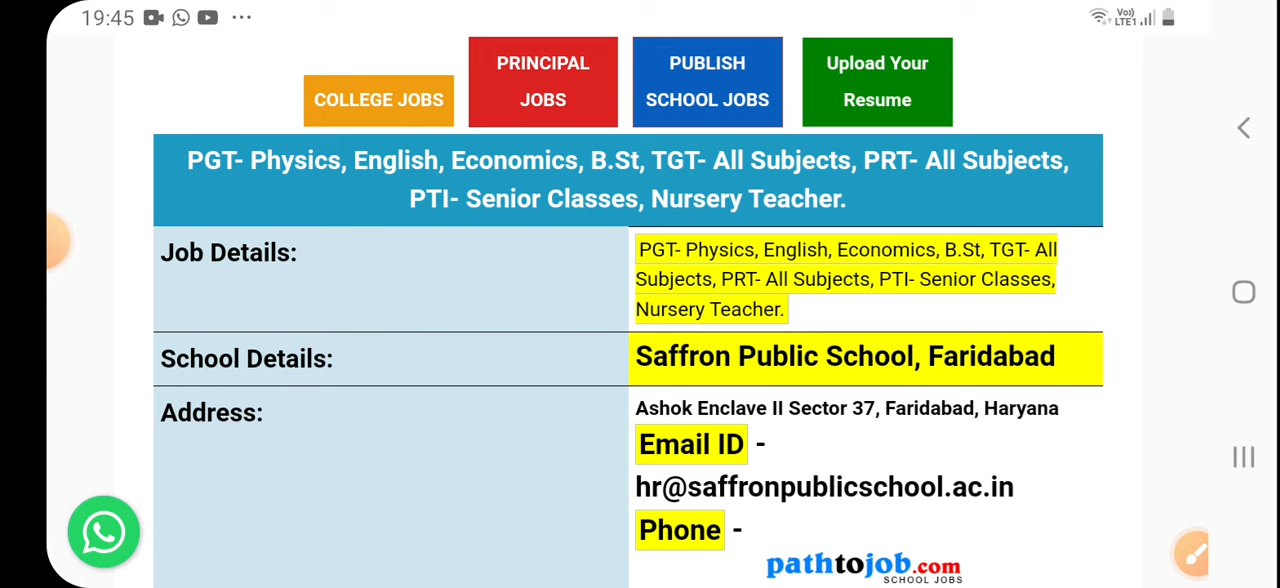 19:45
Vo)
LTE1
PRINCIPAL
JOBS
PUBLISH
SCHOOL JOBS
Upload Your
Resume
COLLEGE JOBS
PGT- Physics, English, Economics, B.St, TGT- All Subjects, PRT- All Subjects,
PTI- Senior Classes, Nursery Teacher.
Job Details:
PGT- Physics, English, Economics, B.St, TGT- All
Subjects, PRT- All Subjects, PTI- Senior Classes,
Nursery Teacher.
School Details:
Saffron Public School, Faridabad
Address:
Ashok Enclave II Sector 37, Faridabad, Haryana
Email ID -
hr@saffronpublicschool.ac.in
Phone -
pathtojob.com
SCHOOL JOBS